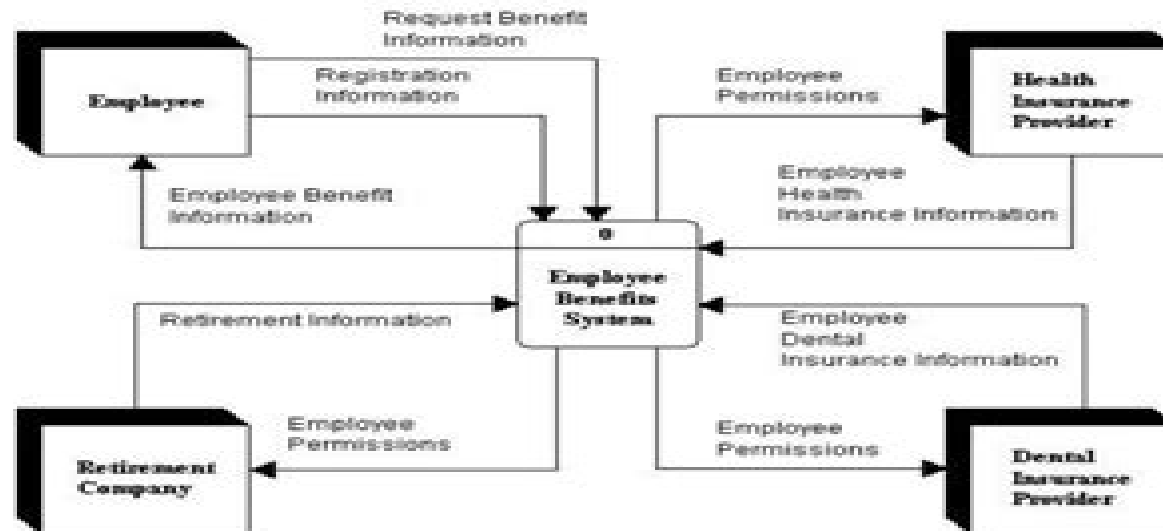 Request Benefit
Information
Registration
Information
Employee
Employee Benefit
Information
Employee
Permissions
Health
Insurance
Provider
Employee
Health
Insurance Information
0
Employee
Benefits
System
Retirement Information
Employee
Dental
Insurance Information
Employee
Permissions
Retirement
Company
Employee
Permissions
Dental
Insurance
Provider